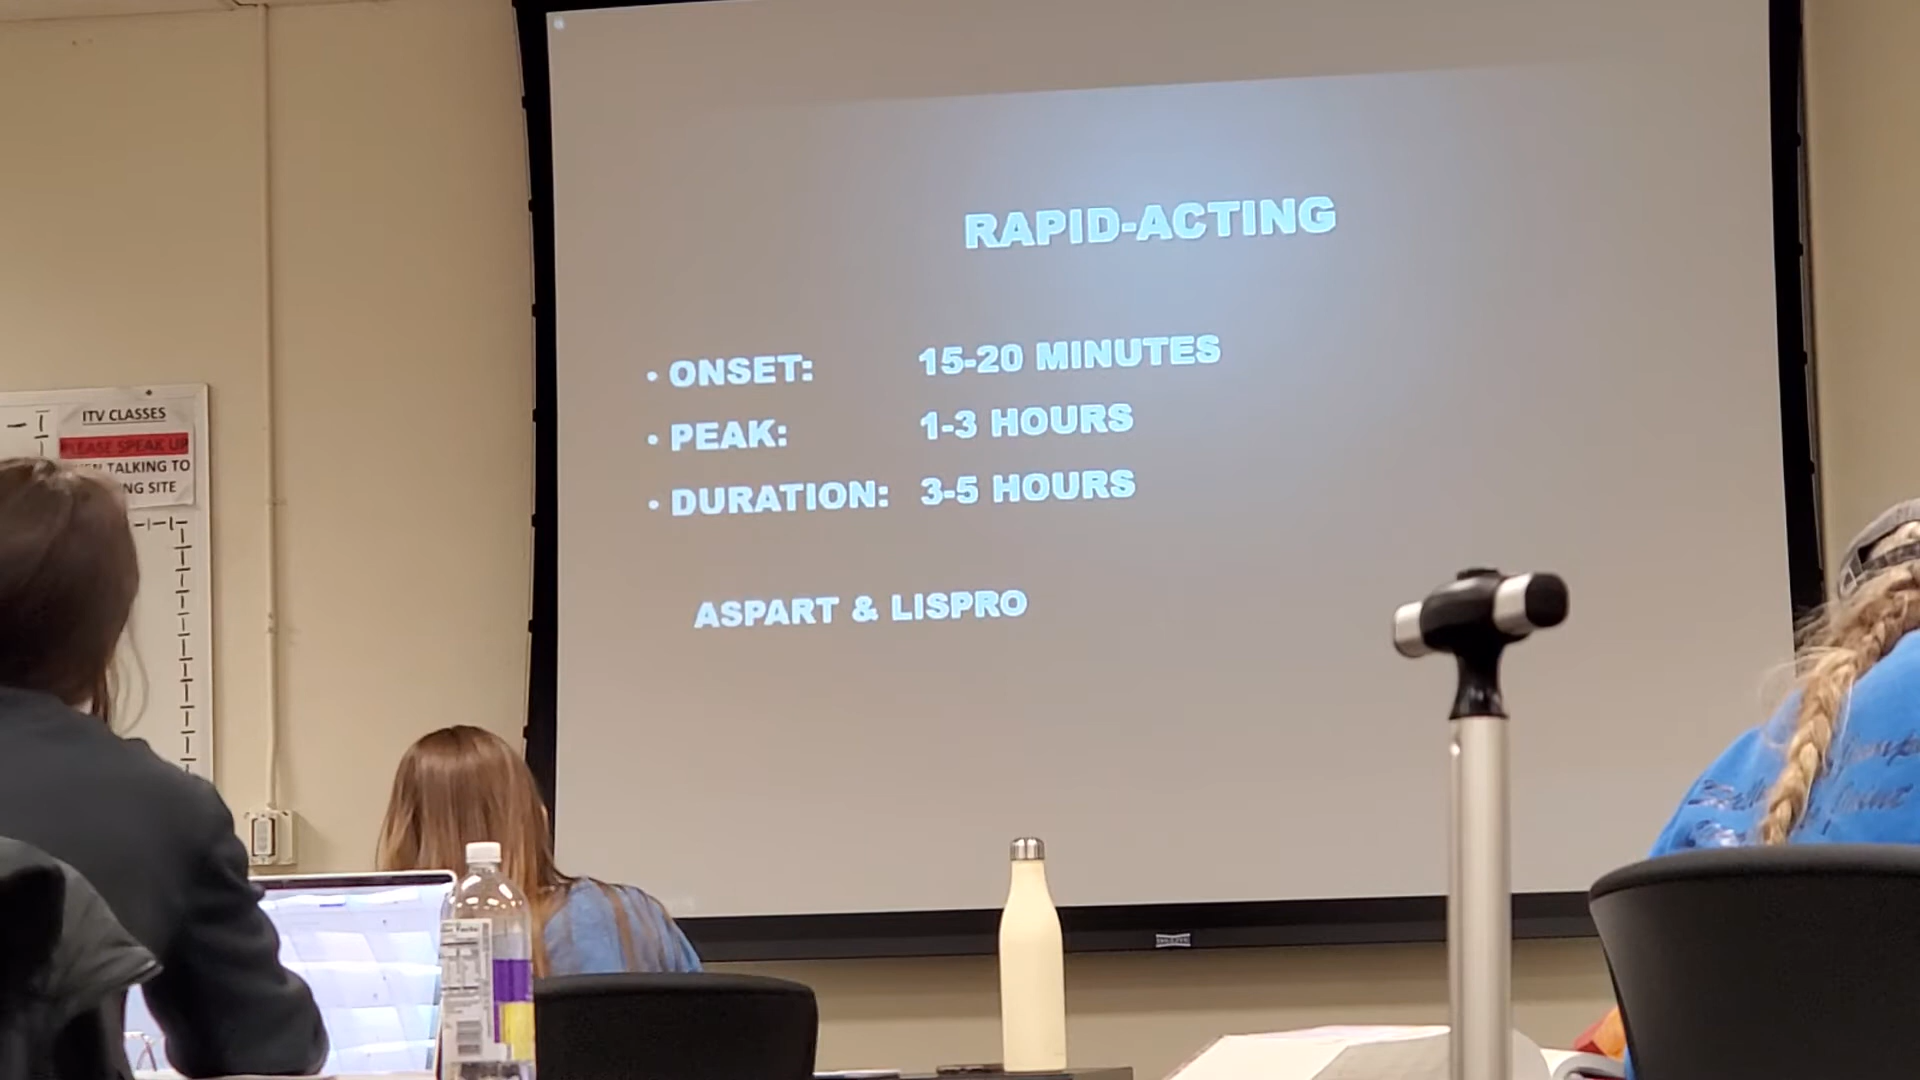 RAPID-ACTING
• ONSET: 15-20 MINUTES
• PEAK: 1-3 HOURS
• DURATION: 3-5 HOURS
ASPART & LISPRO
ITV CLASSES
PLEASE SPEAK UP
TALKING TO
SITE